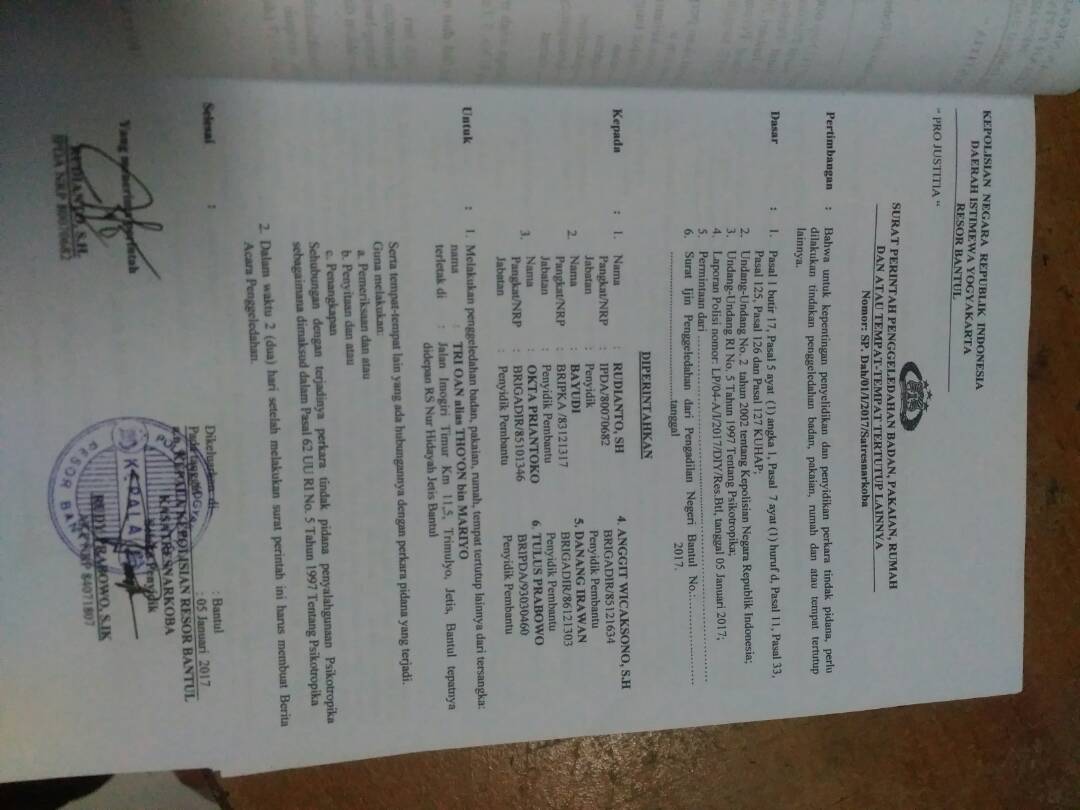 KEPOLISIAN NEGARA REPUBLIK INDONESIA
DAERAH ISTIMEWA YOGYAKARTA
RESOR BANTUL
" PRO JUSTITIA "
SURAT PERINTAH PENGGELEDAHAN BADAN, PAKAIAN, RUMAH
DAN ATAU TEMPAT-TEMPAT TERTUTUP LAINNYA
Nomor: SP. Dah/01/I/2017/Satresnarkoba
Pertimbangan : Bahwa untuk kepentingan penyelidikan dan penyidikan perkara tindak pidana, perlu
dilakukan tindakan penggeledahan badan, pakaian, rumah dan atau tempat tertutup
lainnya.
Dasar : 1. Pasal 1 butir 17, Pasal 5 ayat (1) angka 1, Pasal 7 ayat (1) huruf d, Pasal 11, Pasal 33,
Pasal 125, Pasal 126 dan Pasal 127 KUHAP;
2. Undang-Undang No. 2 tahun 2002 tentang Kepolisian Negara Republik Indonesia;
3. Undang-Undang RI No. 5 Tahun 1997 Tentang Psikotropika;
4. Laporan Polisi nomor: LP/04-A/I/2017/DIY/Res.Btl, tanggal 05 Januari 2017;
5. Permintaan dari ........................................................................
6. Surat Ijin Penggeledahan dari Pengadilan Negeri Bantul No.:.....................
........................................tanggal 2017.
DIPERINTAHKAN
Kepada : 1. Nama : RUDIANTO, SH
Pangkat/NRP : IPDA/80070682
Jabatan : Penyidik
2. Nama : BAYUDI
Pangkat/NRP : BRIPKA /83121317
Jabatan : Penyidik Pembantu
3. Nama : OKTA PRIANTOKO
Pangkat/NRP : BRIGADIR/85101346
Jabatan : Penyidik Pembantu
4. ANGGIT WICAKSONO, S.H
BRIGADIR/85121634
Penyidik Pembantu
5. DANANG IRAWAN
BRIGADIR/86121303
Penyidik Pembantu
6. TULUS PRABOWO
BRIPDA/93030460
Penyidik Pembantu
Untuk : 1. Melakukan penggeledahan badan, pakaian, rumah, tempat tertutup lainnya dari tersangka:
nama : TRI OAN alias THO'ON bin MARIYO
terletak di : Jalan Imogiri Timur Km 11,5, Trimulyo, Jetis, Bantul tepatnya
didepan RS Nur Hidayah Jetis Bantul
Serta tempat-tempat lain yang ada hubungannya dengan perkara pidana yang terjadi.
Guna melakukan:
a. Pemeriksaan dan atau
b. Penyitaan dan atau
c. Penangkapan
Sehubungan dengan terjadinya perkara tindak pidana penyalahgunaan Psikotropika
sebagaimana dimaksud dalam Pasal 62 UU RI No. 5 Tahun 1997 Tentang Psikotropika
2. Dalam waktu 2 (dua) hari setelah melakukan surat perintah ini harus membuat Berita
Acara Penggeledahan.
Selesai :
Dikeluarkan di : Bantul
Pada tanggal : 05 Januari 2017
a.n. KEPALA KEPOLISIAN RESOR BANTUL
KASATRESNARKOBA
Selaku Penyidik
KEPALA
RESOR BANTUL
RUDY PRABOWO, S.IK
AKP NRP 84071807
Yang menerima perintah
RUDIANTO, S.H.
IPDA NRP 80070682